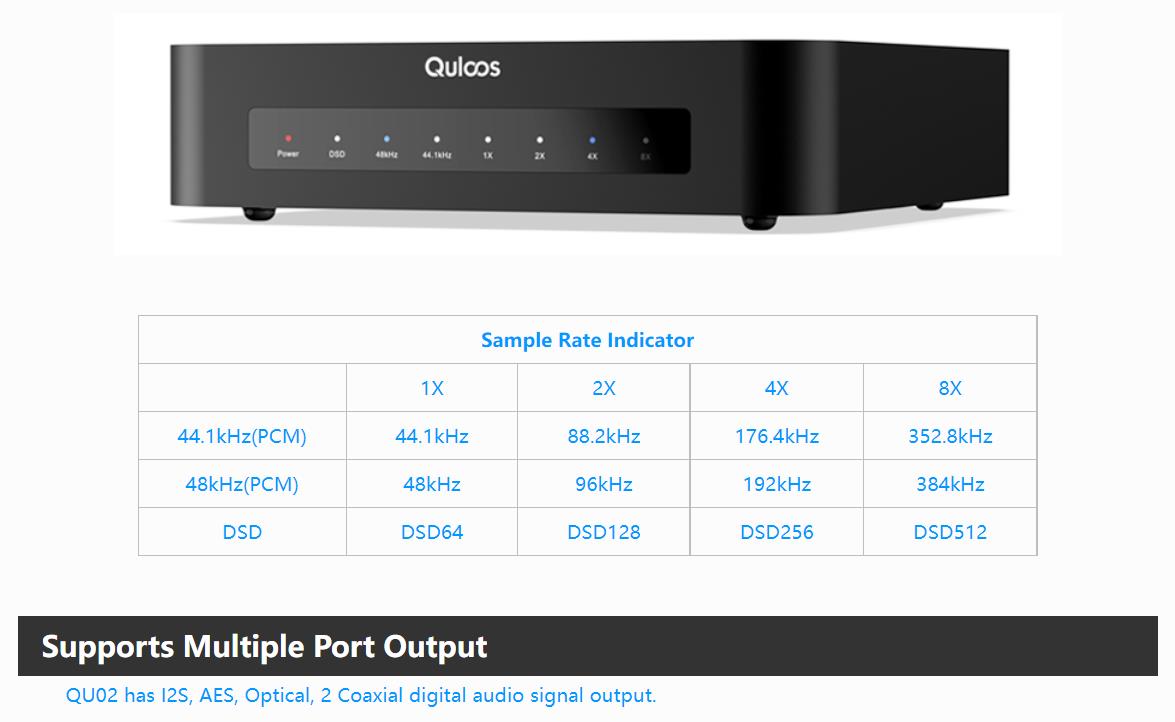 Quloos
Power DSD 48kHz 44.1kHz 1X 2X 4X 8X
Sample Rate Indicator
1X 2X 4X 8X
44.1kHz(PCM) 44.1kHz 88.2kHz 176.4kHz 352.8kHz
48kHz(PCM) 48kHz 96kHz 192kHz 384kHz
DSD DSD64 DSD128 DSD256 DSD512
Supports Multiple Port Output
QU02 has I2S, AES, Optical, 2 Coaxial digital audio signal output.